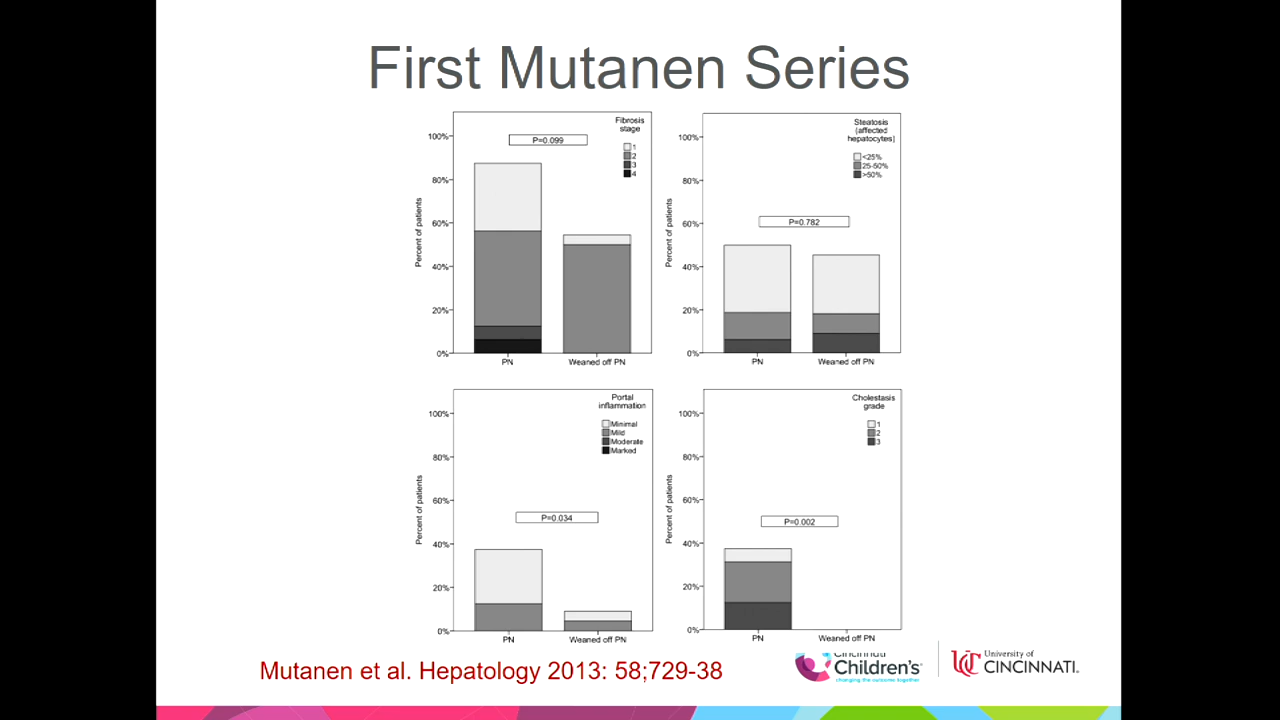 First Mutanen Series
Fibrosis
stage
1
2
3
4
P=0.099
Percent of patients
100%
80%
60%
40%
20%
0%
PN
Weaned off PN
Steatosis
(affected
hepatocytes)
<25%
25-50%
>50%
P=0.782
Percent of patients
100%
80%
60%
40%
20%
0%
PN
Weaned off PN
Portal
inflammation
Minimal
Mild
Moderate
Marked
P=0.034
Percent of patients
100%
80%
60%
40%
20%
0%
PN
Weaned off PN
Cholestasis
grade
1
2
3
P=0.002
Percent of patients
100%
80%
60%
40%
20%
0%
PN
Weaned off PN
Mutanen et al. Hepatology 2013: 58;729-38
Cincinnati
Children's
changing the outcome together
University of
CINCINNATI